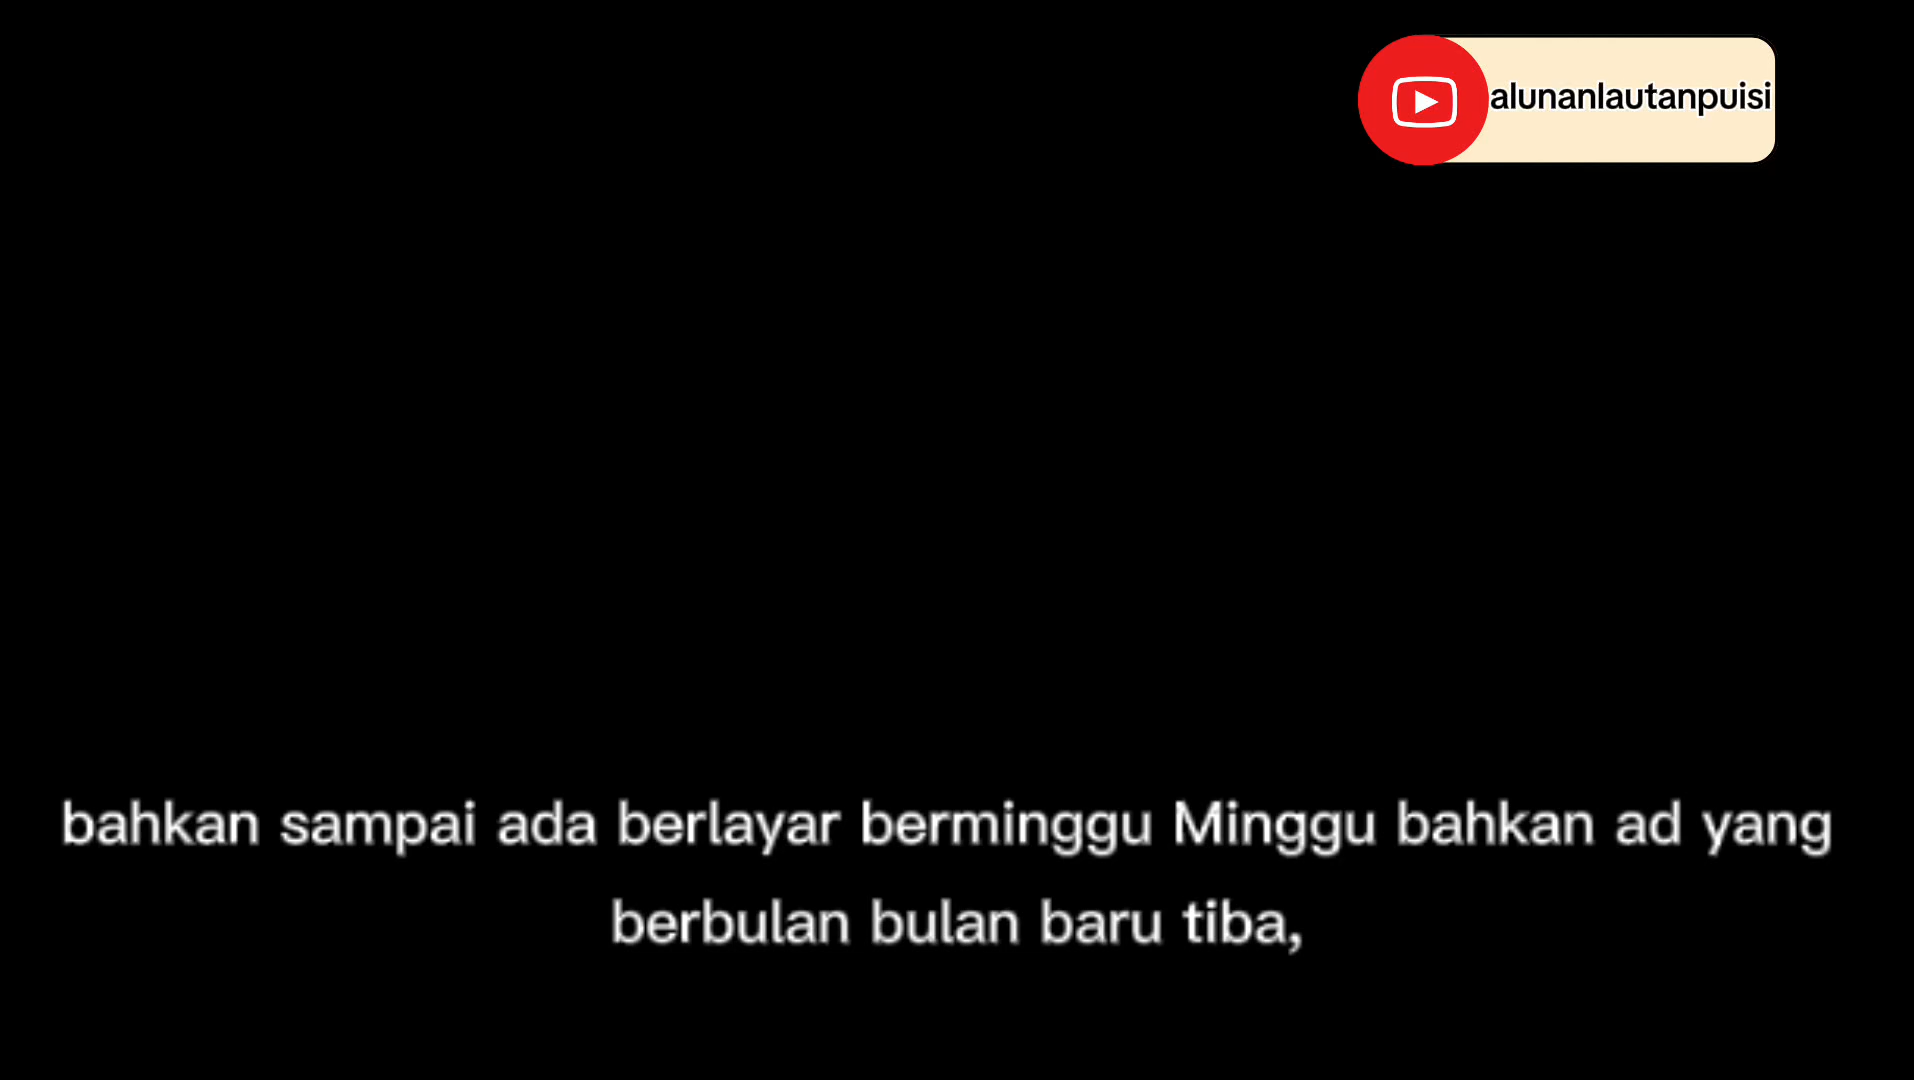 alunanlautanpuisi
bahkan sampai ada berlayar berminggu Minggu bahkan ad yang
berbulan bulan baru tiba,